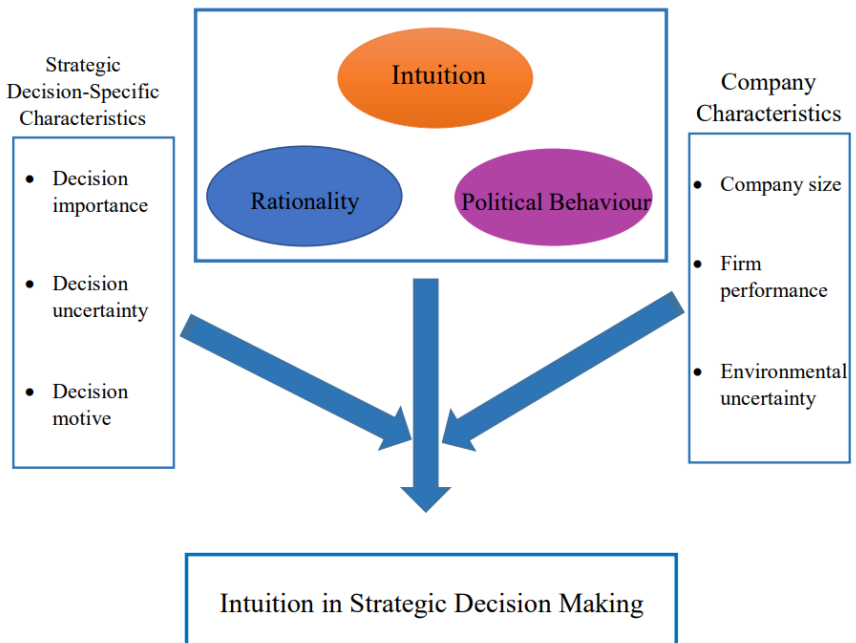 Intuition
Rationality
Political Behaviour
Strategic
Decision-Specific
Characteristics
• Decision
importance
• Decision
uncertainty
• Decision
motive
Company
Characteristics
• Company size
• Firm
performance
• Environmental
uncertainty
Intuition in Strategic Decision Making